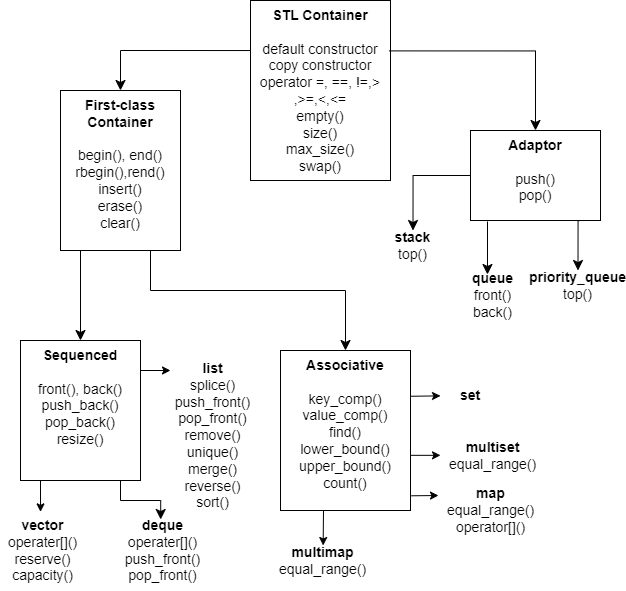 STL Container
default constructor
copy constructor
operator =, ==, !=,>
,>=,<,<=
empty()
size()
max_size()
swap()
First-class
Container
begin(), end()
rbegin(),rend()
insert()
erase()
clear()
Adaptor
push()
pop()
stack
top()
queue
front()
back()
priority_queue
top()
Sequenced
front(), back()
push_back()
pop_back()
resize()
list
splice()
push_front()
pop_front()
remove()
unique()
merge()
reverse()
sort()
Associative
key_comp()
value_comp()
find()
lower_bound()
upper_bound()
count()
set
multiset
equal_range()
map
equal_range()
operator[]()
vector
operater[]()
reserve()
capacity()
deque
operater[]()
push_front()
pop_front()
multimap
equal_range()